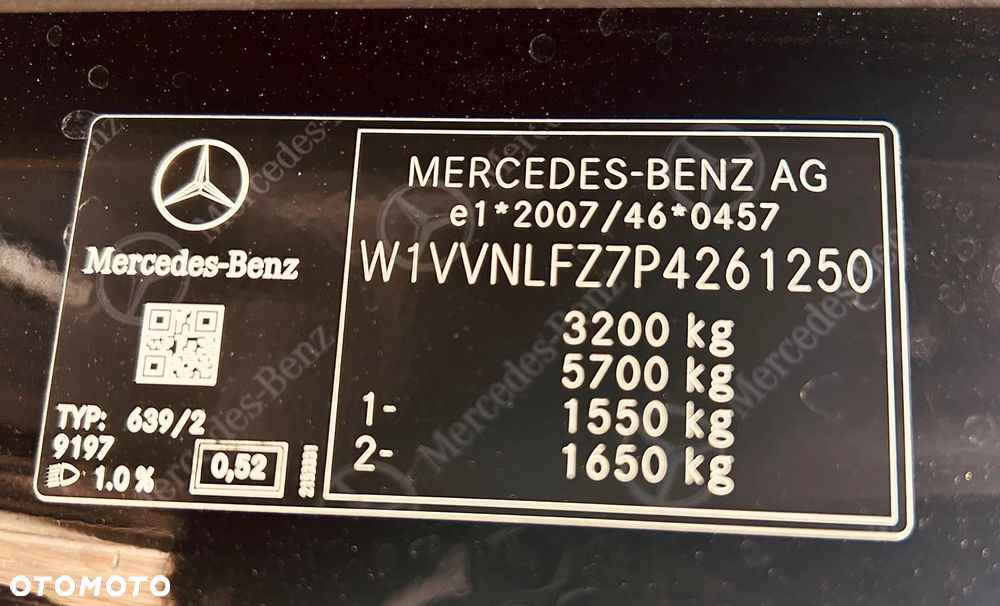 Mercedes-Benz
TYP: 639/2
9197
1.0 %
0,52
MERCEDES-BENZ AG
e1*2007/46*0457
W1VVNLFZ7P4261250
3200 kg
5700 kg
1- 1550 kg
2- 1650 kg
OTOMOTO